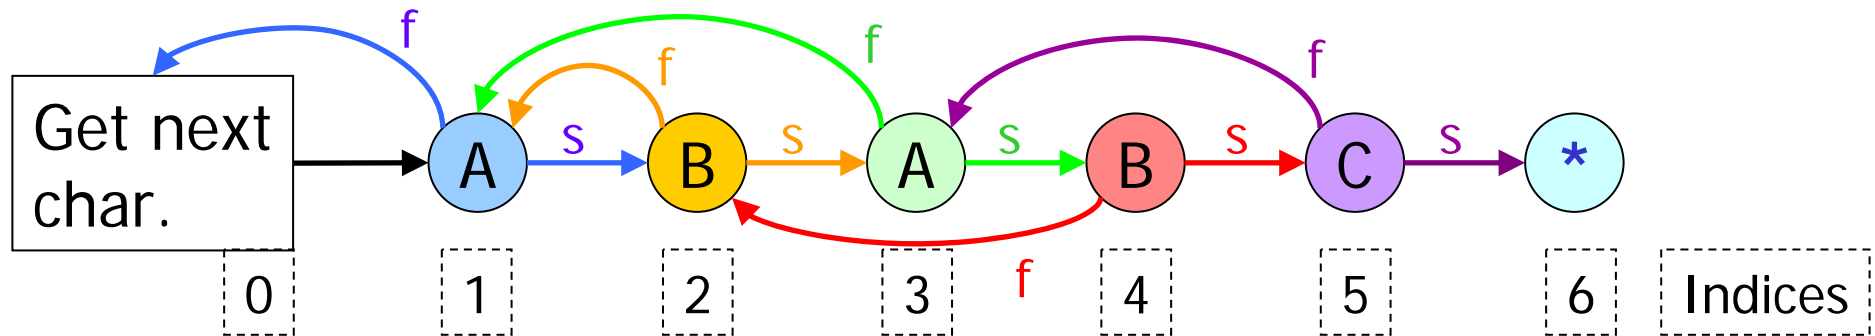 f f f f
Get next
char.
A s B s A s B s C s *
f
0 1 2 3 4 5 6 Indices